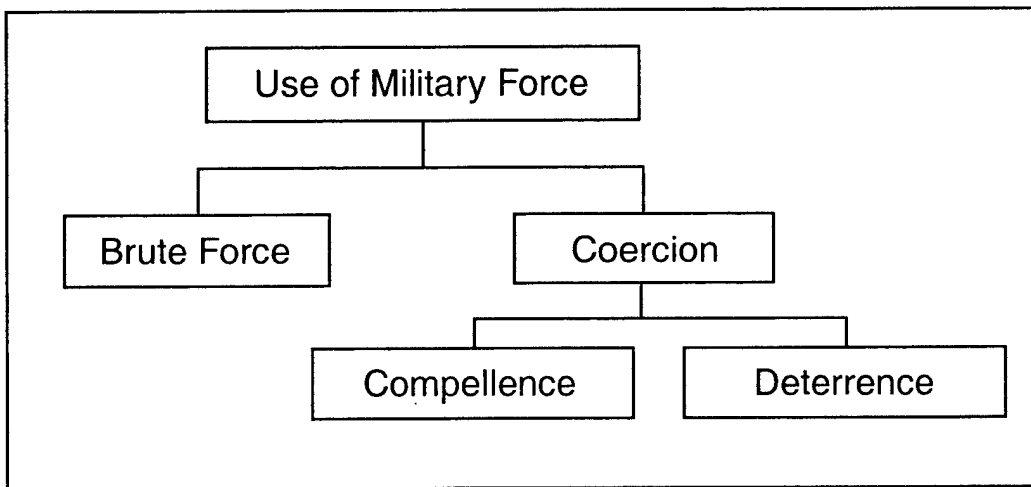 Use of Military Force
Brute Force
Coercion
Compellence
Deterrence